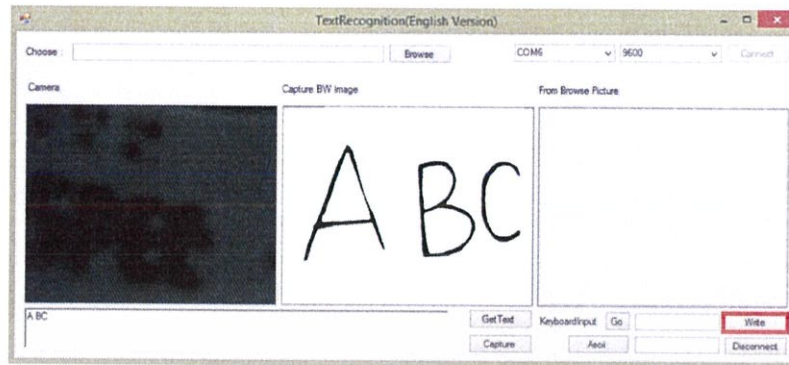 TextRecognition(English Version)
Choose : Browse COM6 9600 Connect
Camera Capture BW Image From Browse Picture
A BC
A BC GetText KeyboardInput Go Write
Capture Ascii Disconnect